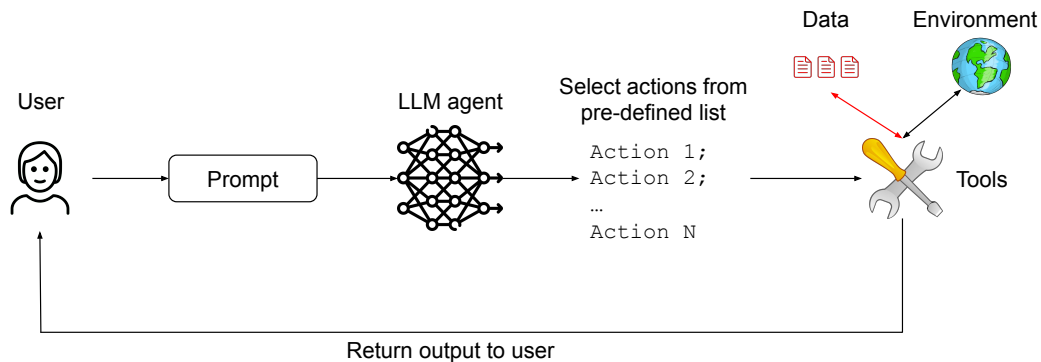 Data
Environment
User
LLM agent
Select actions from
pre-defined list
Prompt
Action 1;
Action 2;
…
Action N
Tools
Return output to user